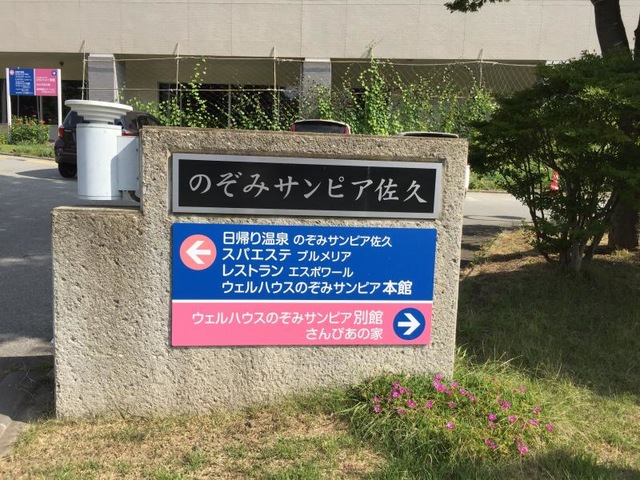 のぞみサンピア佐久
日帰り温泉 のぞみサンピア佐久
スパエステ プルメリア
レストラン エスポワール
ウェルハウスのぞみサンピア 本館
ウェルハウスのぞみサンピア 別館
さんぴあの家